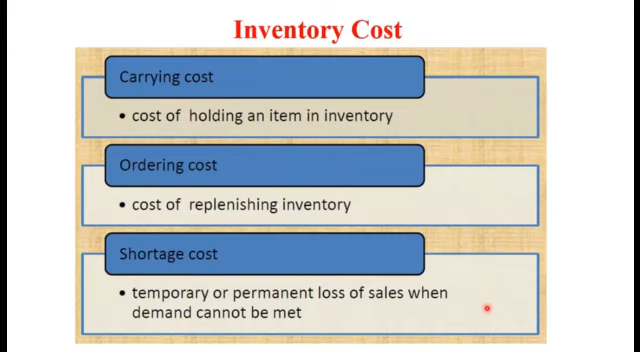 Inventory Cost
Carrying cost
• cost of holding an item in inventory
Ordering cost
• cost of replenishing inventory
Shortage cost
• temporary or permanent loss of sales when
demand cannot be met